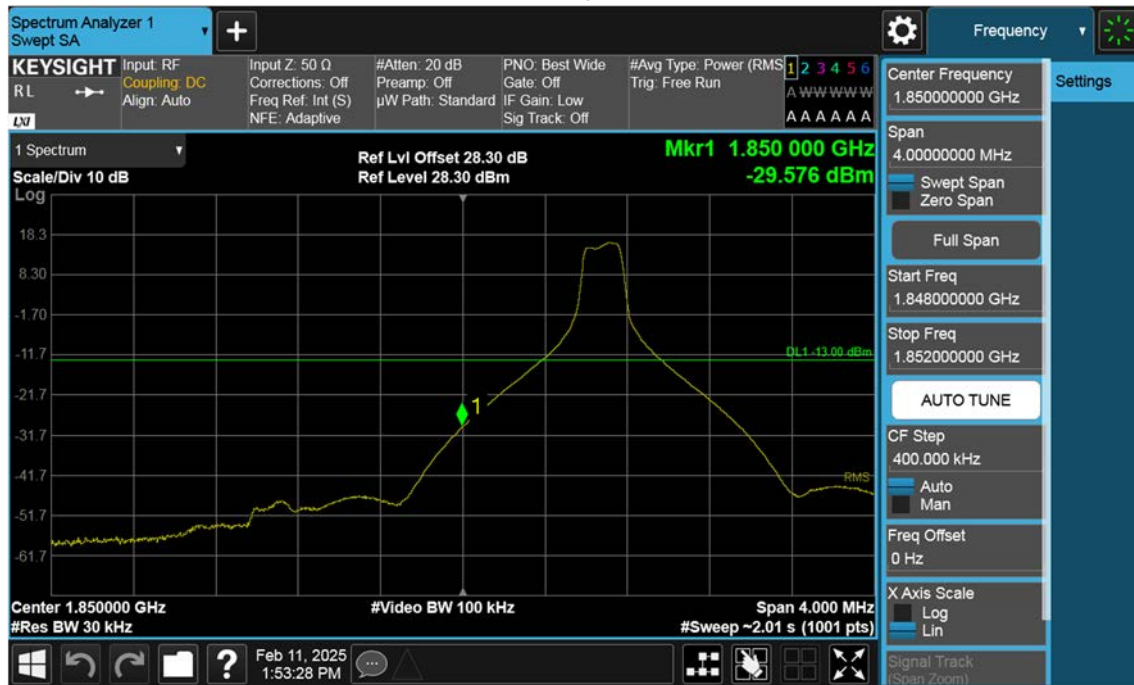 Spectrum Analyzer 1
Swept SA
Frequency
KEYSIGHT
RL
LXI
Input: RF
Coupling: DC
Align: Auto
Input Z: 50 Ω
Corrections: Off
Freq Ref: Int (S)
NFE: Adaptive
#Atten: 20 dB
Preamp: Off
µW Path: Standard
PNO: Best Wide
Gate: Off
IF Gain: Low
Sig Track: Off
#Avg Type: Power (RMS
Trig: Free Run
1 2 3 4 5 6
A W W W W W
A A A A A A
1 Spectrum
Scale/Div 10 dB
Ref Lvl Offset 28.30 dB
Ref Level 28.30 dBm
Mkr1 1.850 000 GHz
-29.576 dBm
Log
18.3
8.30
-1.70
-11.7
-21.7
-31.7
-41.7
-51.7
-61.7
DL1 -13.00 dBm
1
RMS
Center 1.850000 GHz
#Video BW 100 kHz
Span 4.000 MHz
#Res BW 30 kHz
#Sweep ~2.01 s (1001 pts)
Center Frequency
1.850000000 GHz
Span
4.00000000 MHz
Swept Span
Zero Span
Full Span
Start Freq
1.848000000 GHz
Stop Freq
1.852000000 GHz
AUTO TUNE
CF Step
400.000 kHz
Auto
Man
Freq Offset
0 Hz
X Axis Scale
Log
Lin
Signal Track
(Span Zoom)
Settings
?
Feb 11, 2025
1:53:28 PM